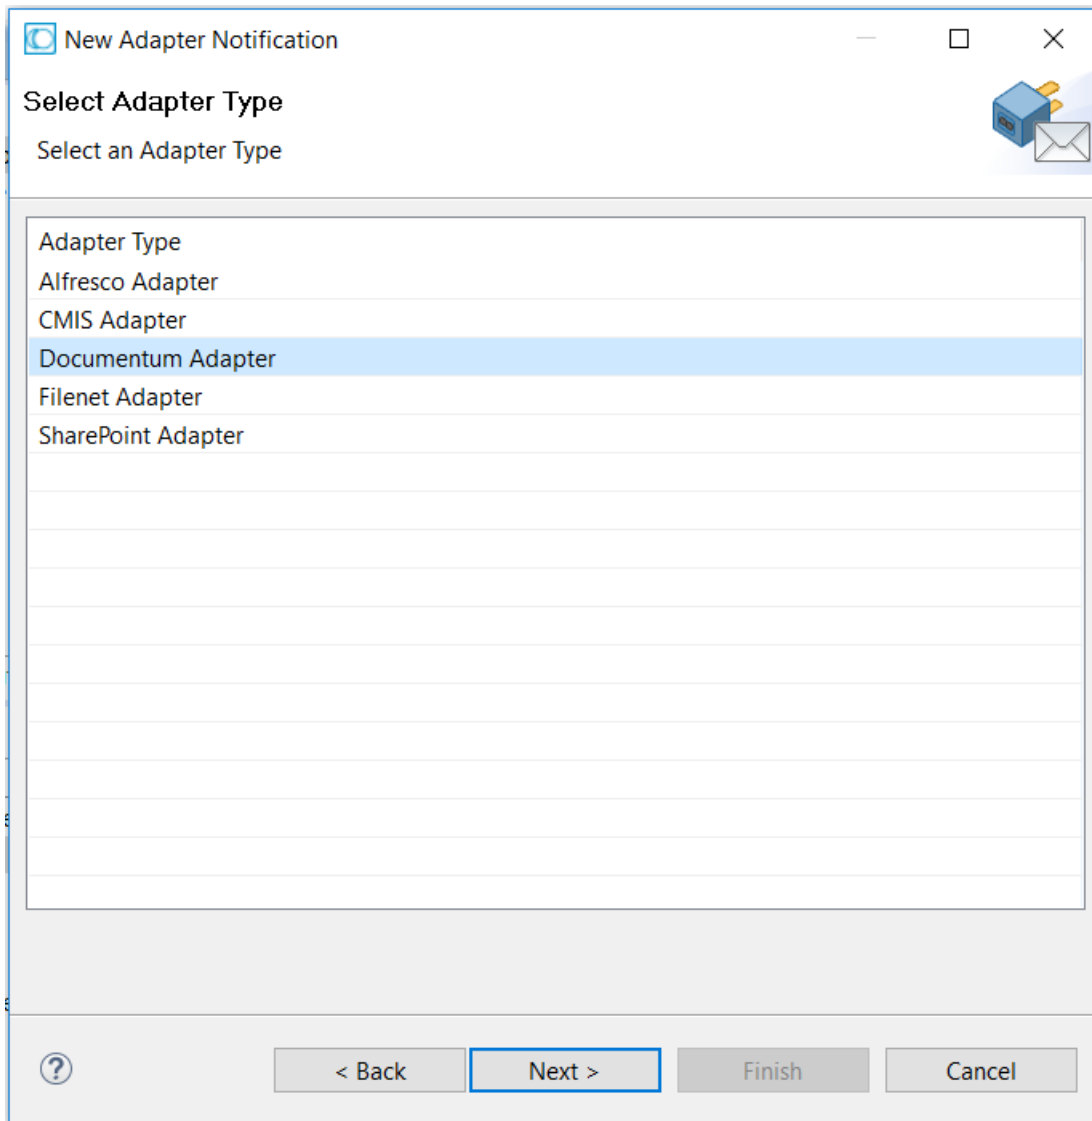 New Adapter Notification
Select Adapter Type
Select an Adapter Type
Adapter Type
Alfresco Adapter
CMIS Adapter
Documentum Adapter
Filenet Adapter
SharePoint Adapter
? < Back Next > Finish Cancel